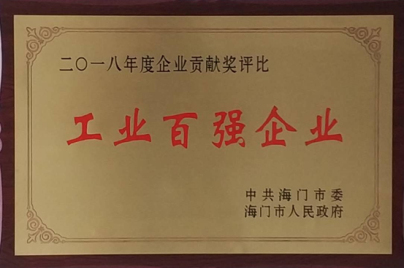 二〇一八年度企业贡献奖评比
工业百强企业
中共海门市委
海门市人民政府